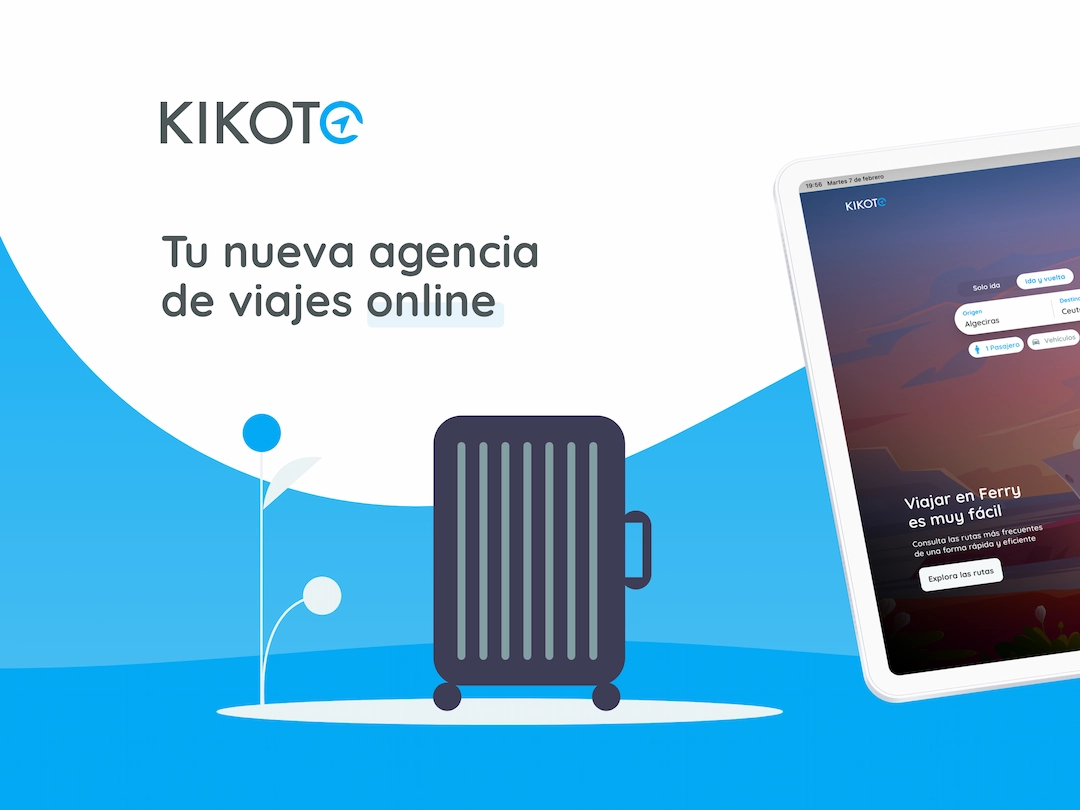 KIKOTO
Tu nueva agencia
de viajes online
19:56 Martes 7 de febrero
KIKOTO
Solo ida
Ida y vuelta
Origen
Algeciras
1 Pasajero
Vehículos
Viajar en Ferry
es muy fácil
Consulta las rutas más frecuentes
de una forma rápida y eficiente
Explora las rutas